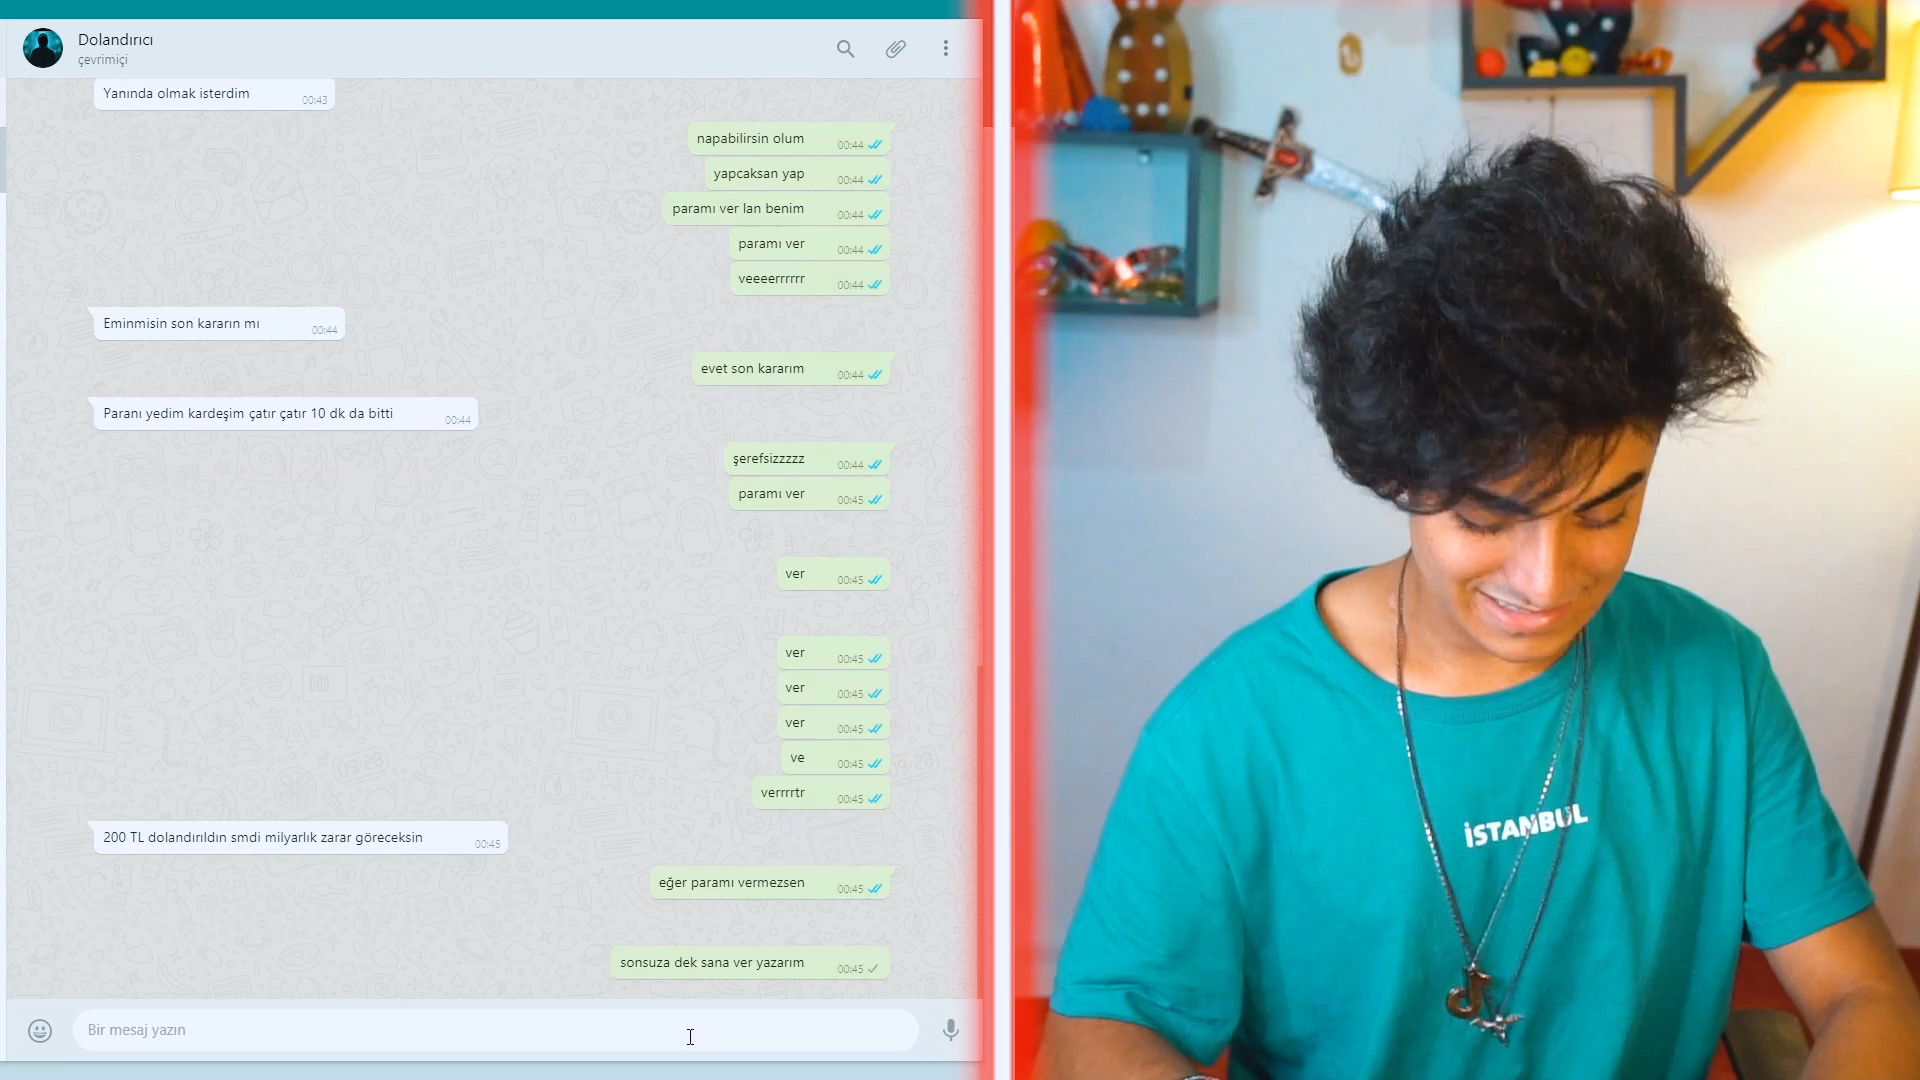 Dolandırıcı
çevrimiçi
Yanında olmak isterdim 00:43
napabilirsin olum 00:44
yapcaksan yap 00:44
paramı ver lan benim 00:44
paramı ver 00:44
veeeerrrrrr 00:44
Eminmisin son kararın mı 00:44
evet son kararım 00:44
Paranı yedim kardeşim çatır çatır 10 dk da bitti 00:44
şerefsizzzzz 00:44
paramı ver 00:45
ver 00:45
ver 00:45
ver 00:45
ver 00:45
ve 00:45
verrrrtr 00:45
200 TL dolandırıldın smdi milyarlık zarar göreceksin 00:45
eğer paramı vermezsen 00:45
sonsuza dek sana ver yazarım 00:45
Bir mesaj yazın
İSTANBUL